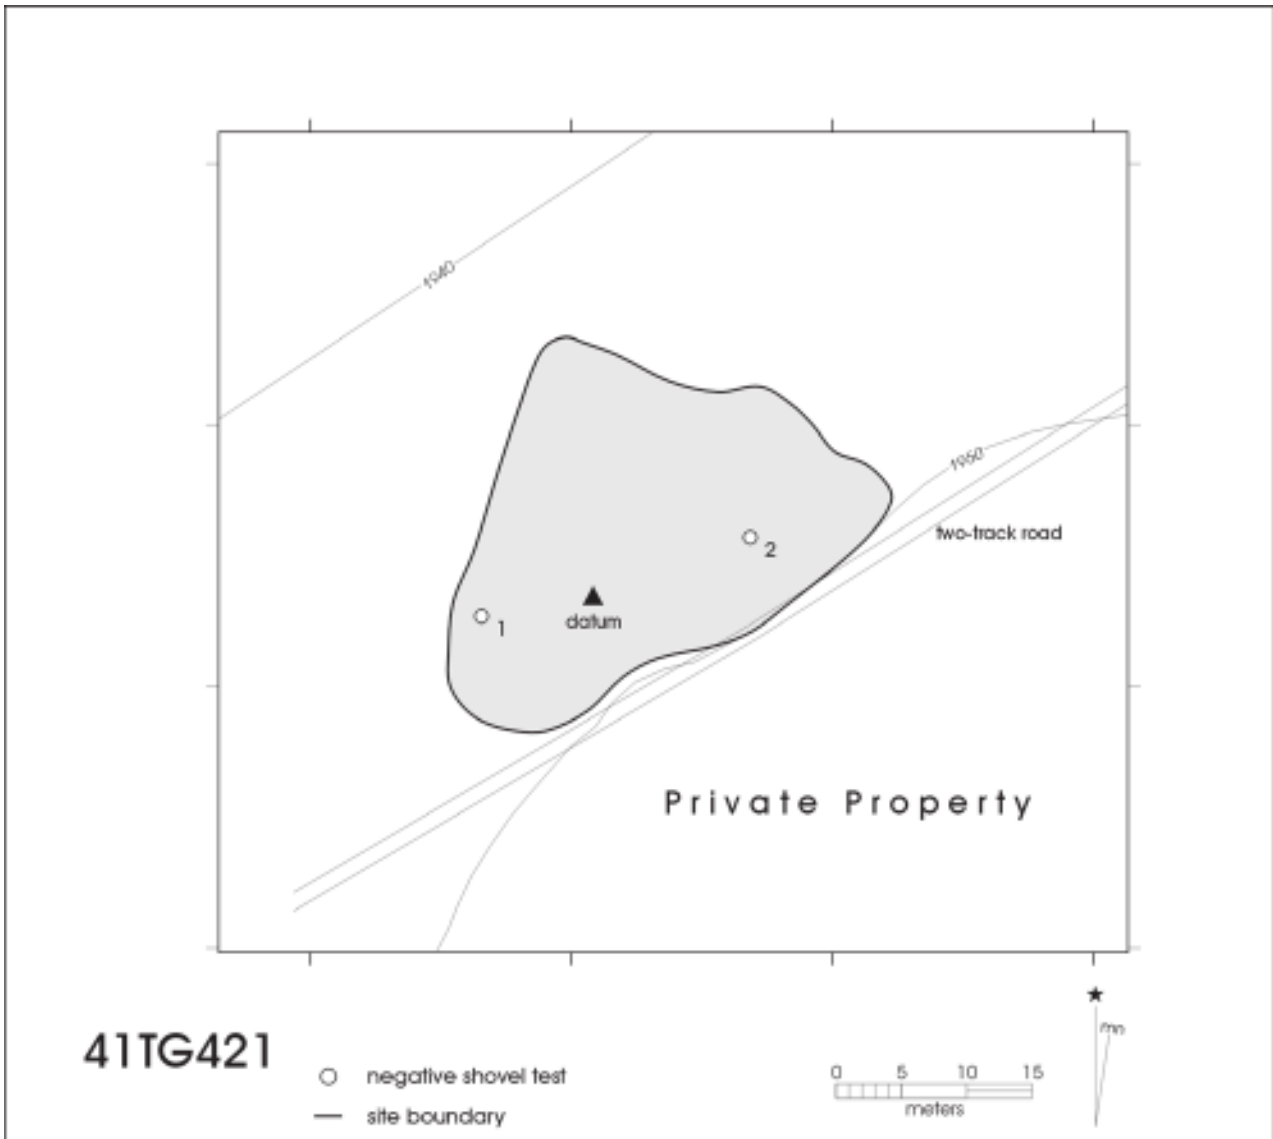 1940
1950
two-track road
2
1
datum
Private Property
41TG421
negative shovel test
site boundary
0 5 10 15
meters
mn